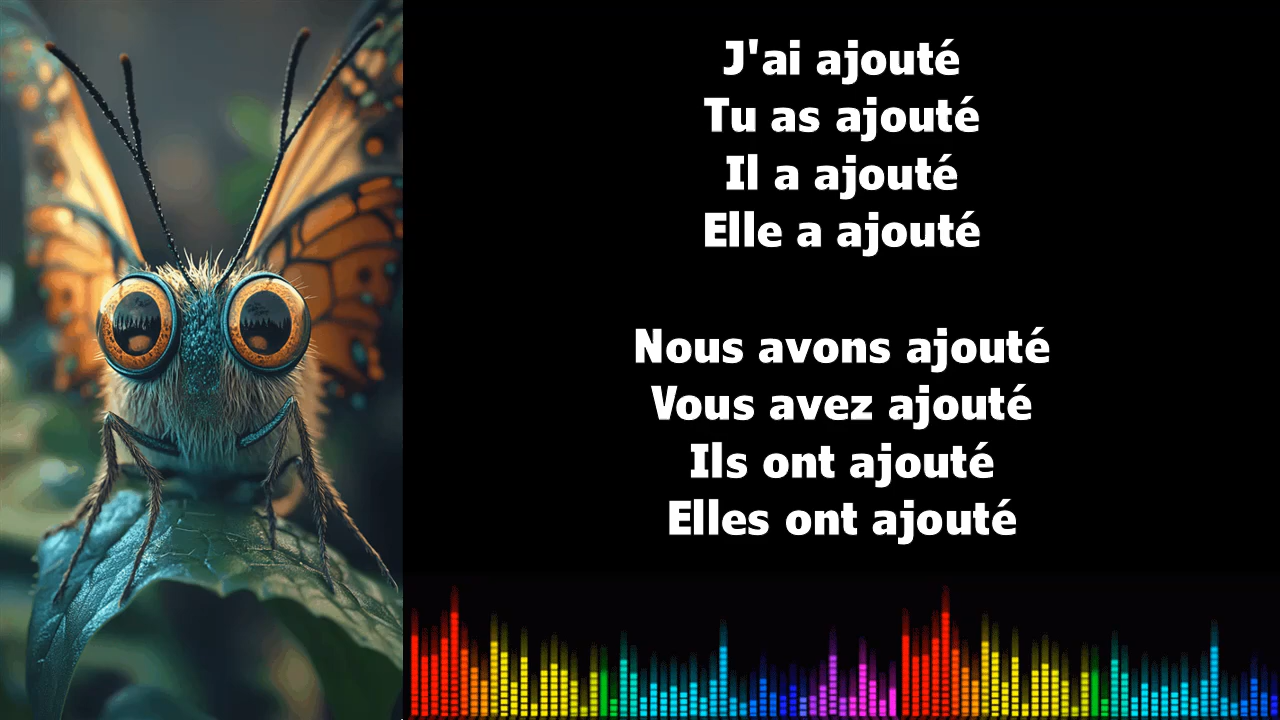 J'ai ajouté
Tu as ajouté
Il a ajouté
Elle a ajouté
Nous avons ajouté
Vous avez ajouté
Ils ont ajouté
Elles ont ajouté